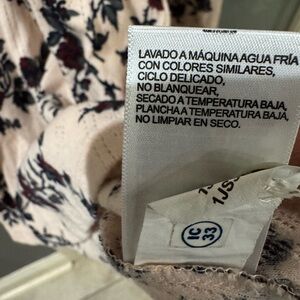 LAVADO A MÁQUINA AGUA FRÍA
CON COLORES SIMILARES,
CICLO DELICADO,
NO BLANQUEAR,
SECADO A TEMPERATURA BAJA,
PLANCHA A TEMPERATURA BAJA,
NO LIMPIAR EN SECO.
IC
33